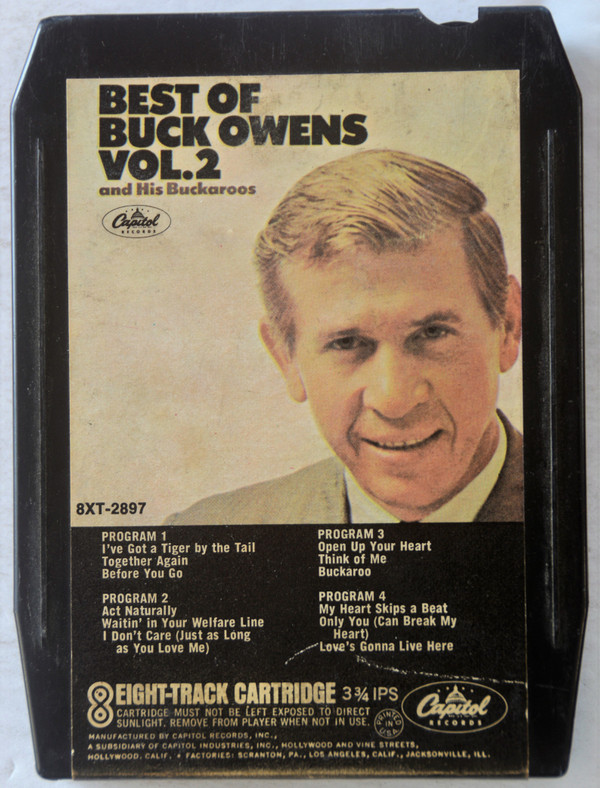 BEST OF
BUCK OWENS
VOL.2
and His Buckaroos
Capitol
RECORDS
8XT-2897
PROGRAM 1
I've Got a Tiger by the Tail
Together Again
Before You Go
PROGRAM 2
Act Naturally
Waitin' in Your Welfare Line
I Don't Care (Just as Long
as You Love Me)
PROGRAM 3
Open Up Your Heart
Think of Me
Buckaroo
PROGRAM 4
My Heart Skips a Beat
Only You (Can Break My
Heart)
Love's Gonna Live Here
8 EIGHT-TRACK CARTRIDGE 3 ¾ IPS
CARTRIDGE MUST NOT BE LEFT EXPOSED TO DIRECT
SUNLIGHT. REMOVE FROM PLAYER WHEN NOT IN USE.
PRINTED IN U.S.A.
Capitol
RECORDS
MANUFACTURED BY CAPITOL RECORDS, INC.,
A SUBSIDIARY OF CAPITOL INDUSTRIES, INC., HOLLYWOOD AND VINE STREETS,
HOLLYWOOD, CALIF. • FACTORIES: SCRANTON, PA., LOS ANGELES, CALIF., JACKSONVILLE, ILL.